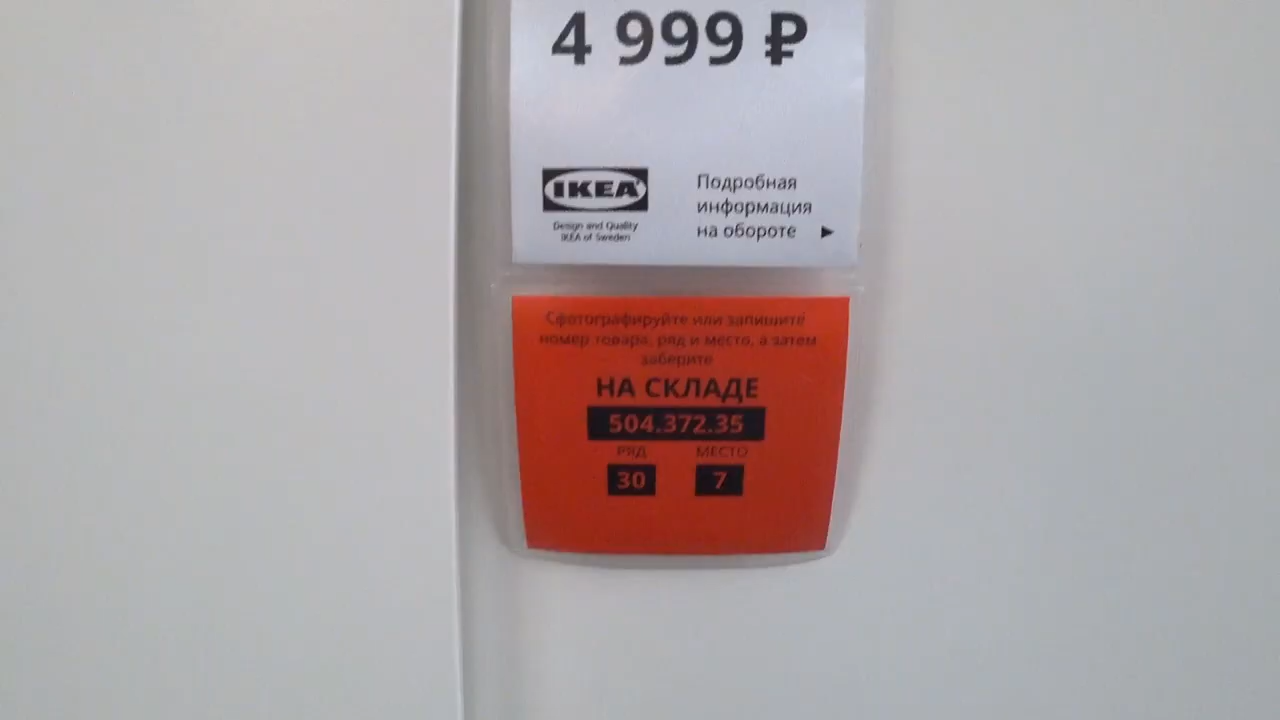 4 999 ₽
IKEA
Design and Quality
IKEA of Sweden
Подробная
информация
на обороте ►
Сфотографируйте или запишите
номер товара, ряд и место, а затем
заберите
НА СКЛАДЕ
504.372.35
РЯД МЕСТО
30 7